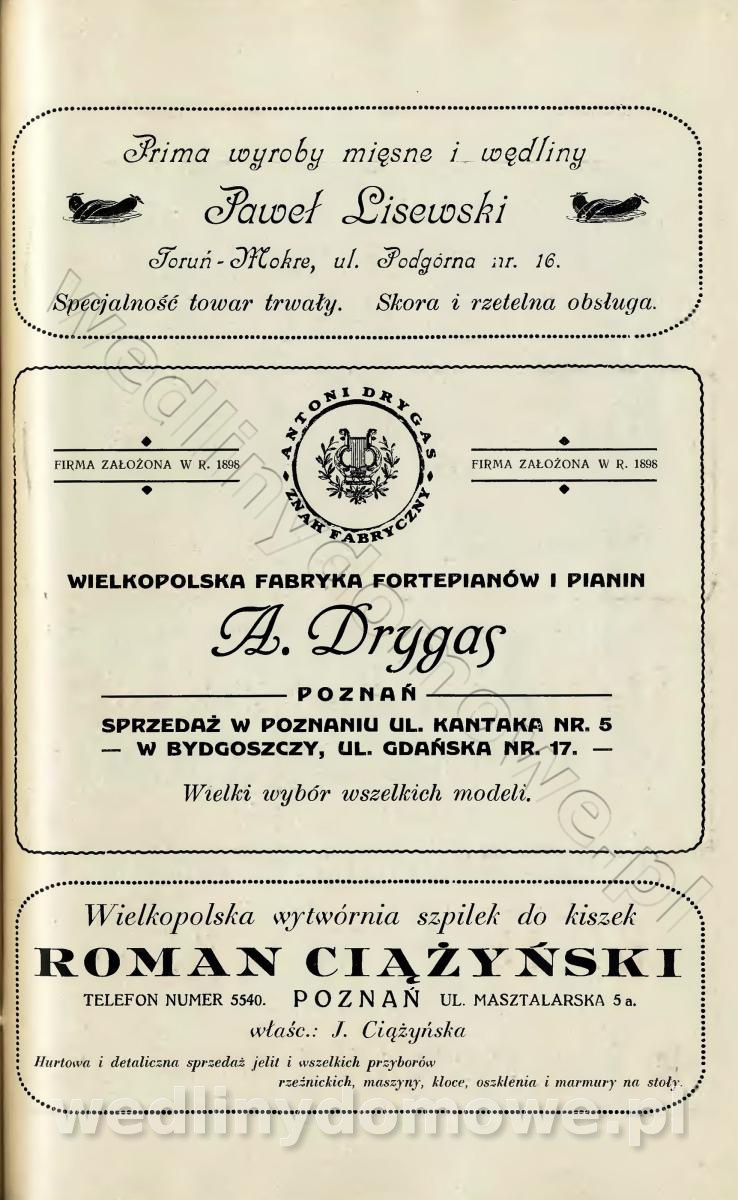 Prima wyroby mięsne i wędliny
Paweł Lisewski
Toruń-Mokre, ul. Podgórna nr. 16.
Specjalność towar trwały. Skora i rzetelna obsługa.
ANTONI DRYGAS
ZNAK FABRYCZNY
FIRMA ZAŁOŻONA W R. 1898
FIRMA ZAŁOŻONA W R. 1898
WIELKOPOLSKA FABRYKA FORTEPIANÓW I PIANIN
A. Drygas
POZNAŃ
SPRZEDAŻ W POZNANIU UL. KANTAKA NR. 5
— W BYDGOSZCZY, UL. GDAŃSKA NR. 17. —
Wielki wybór wszelkich modeli.
Wielkopolska wytwórnia szpilek do kiszek
ROMAN CIĄŻYŃSKI
TELEFON NUMER 5540. POZNAŃ UL. MASZTALARSKA 5 a.
właśc.: J. Ciążyńska
Hurtowa i detaliczna sprzedaż jelit i wszelkich przyborów
rzeźnickich, maszyny, kloce, oszklenia i marmury na stoły.
wedlinydomowe.pl
wedlinydomowe.pl